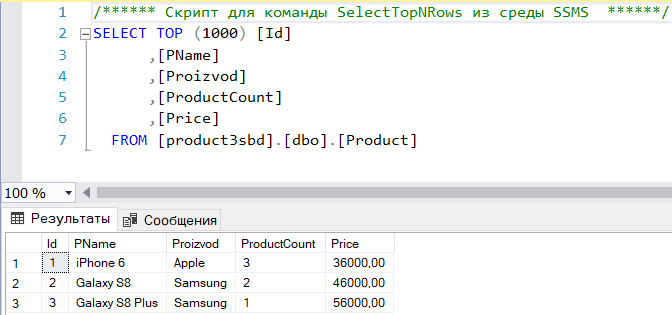 1 /****** Скрипт для команды SelectTopNRows из среды SSMS ******/
2 SELECT TOP (1000) [Id]
3 ,[PName]
4 ,[Proizvod]
5 ,[ProductCount]
6 ,[Price]
7 FROM [product3sbd].[dbo].[Product]
100 %
Результаты Сообщения
Id PName Proizvod ProductCount Price
1 1 iPhone 6 Apple 3 36000,00
2 2 Galaxy S8 Samsung 2 46000,00
3 3 Galaxy S8 Plus Samsung 1 56000,00